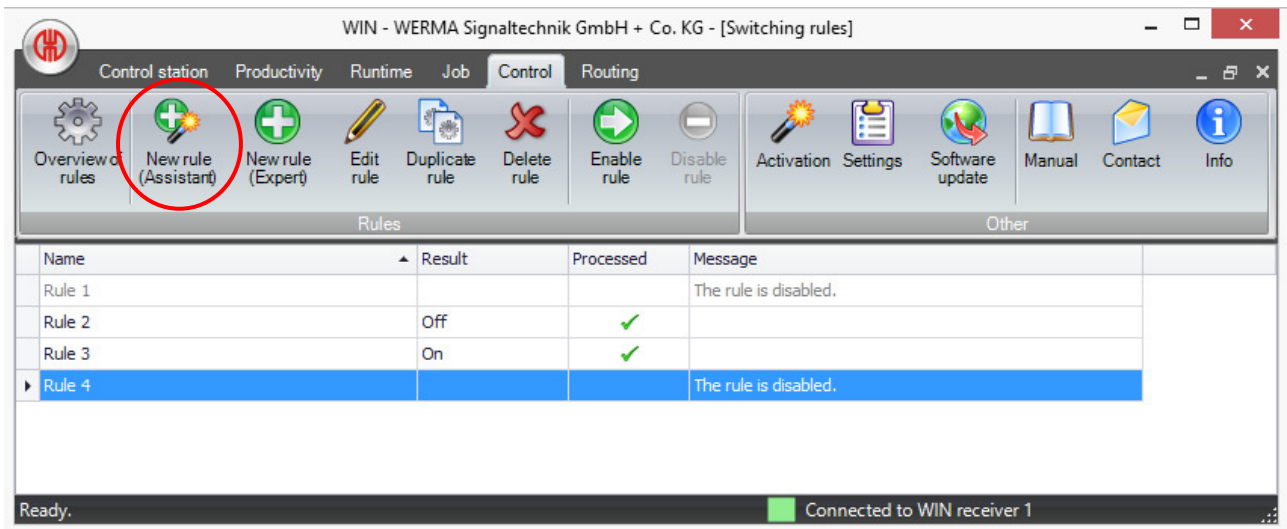 WIN - WERMA Signaltechnik GmbH + Co. KG - [Switching rules]
Control station Productivity Runtime Job Control Routing
Overview of rules
New rule (Assistant)
New rule (Expert)
Edit rule
Duplicate rule
Delete rule
Enable rule
Disable rule
Activation
Settings
Software update
Manual
Contact
Info
Rules
Other
Name Result Processed Message
Rule 1 The rule is disabled.
Rule 2 Off
Rule 3 On
Rule 4 The rule is disabled.
Ready. Connected to WIN receiver 1